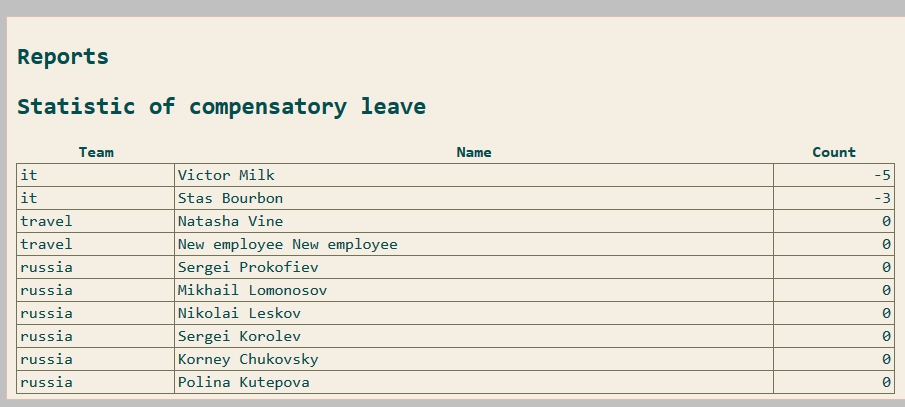 Reports
Statistic of compensatory leave
Team Name Count
it Victor Milk -5
it Stas Bourbon -3
travel Natasha Vine 0
travel New employee New employee 0
russia Sergei Prokofiev 0
russia Mikhail Lomonosov 0
russia Nikolai Leskov 0
russia Sergei Korolev 0
russia Korney Chukovsky 0
russia Polina Kutepova 0